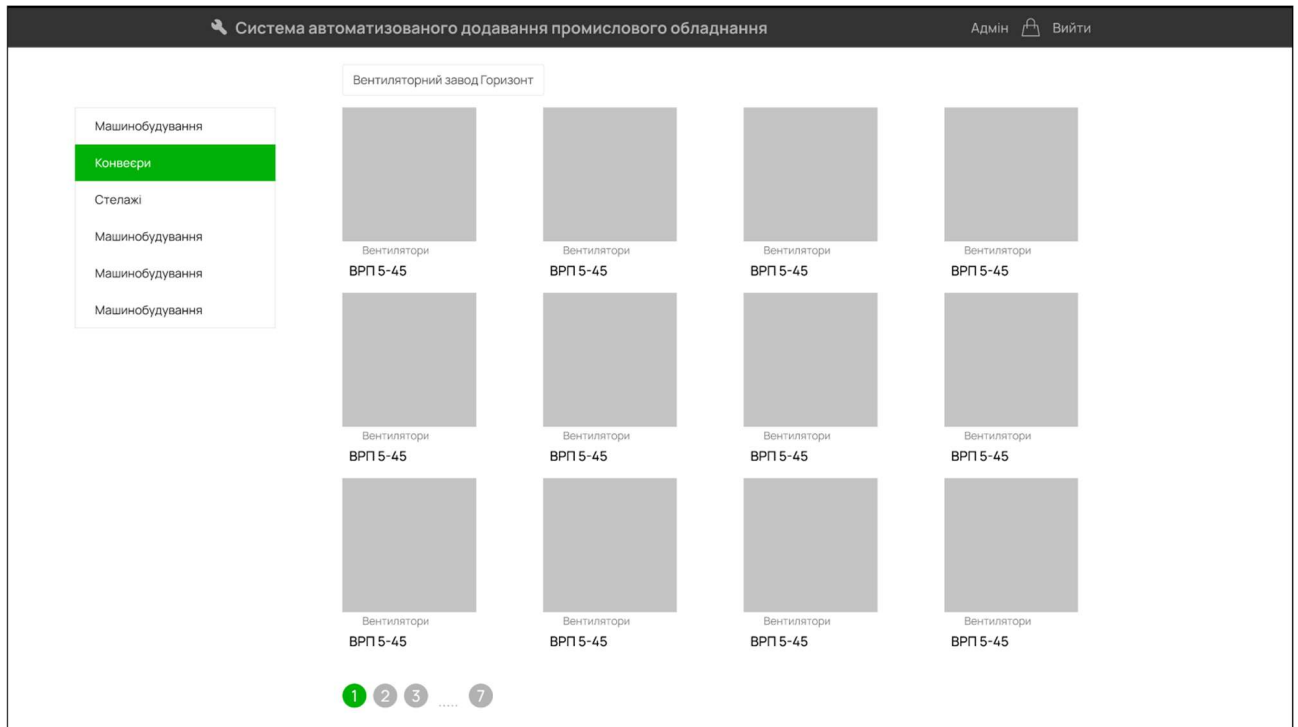 Система автоматизованого додавання промислового обладнання Адмін Вийти
Вентиляторний завод Горизонт
Машинобудування
Конвеєри
Стелажі
Машинобудування
Машинобудування
Машинобудування
Вентилятори Вентилятори Вентилятори Вентилятори
ВРП 5-45 ВРП 5-45 ВРП 5-45 ВРП 5-45
Вентилятори Вентилятори Вентилятори Вентилятори
ВРП 5-45 ВРП 5-45 ВРП 5-45 ВРП 5-45
Вентилятори Вентилятори Вентилятори Вентилятори
ВРП 5-45 ВРП 5-45 ВРП 5-45 ВРП 5-45
1 2 3 ..... 7